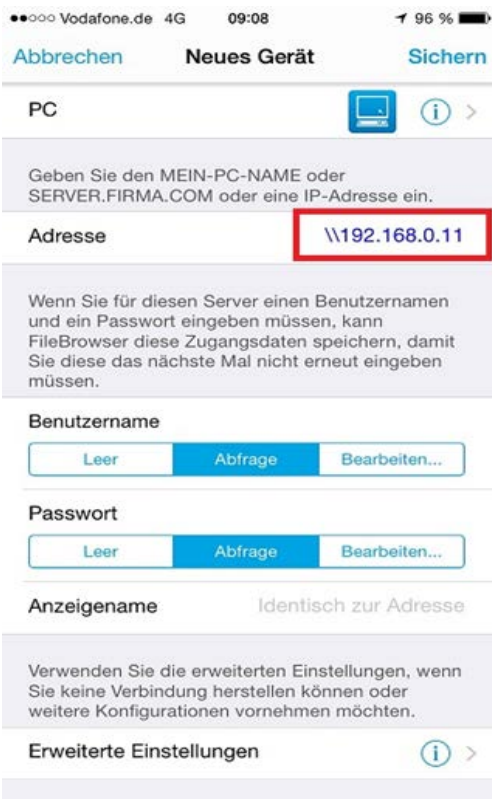 Vodafone.de 4G 09:08 96 %
Abbrechen Neues Gerät Sichern
PC
Geben Sie den MEIN-PC-NAME oder
SERVER.FIRMA.COM oder eine IP-Adresse ein.
Adresse \\192.168.0.11
Wenn Sie für diesen Server einen Benutzernamen
und ein Passwort eingeben müssen, kann
FileBrowser diese Zugangsdaten speichern, damit
Sie diese das nächste Mal nicht erneut eingeben
müssen.
Benutzername
Leer Abfrage Bearbeiten...
Passwort
Leer Abfrage Bearbeiten...
Anzeigename Identisch zur Adresse
Verwenden Sie die erweiterten Einstellungen, wenn
Sie keine Verbindung herstellen können oder
weitere Konfigurationen vornehmen möchten.
Erweiterte Einstellungen